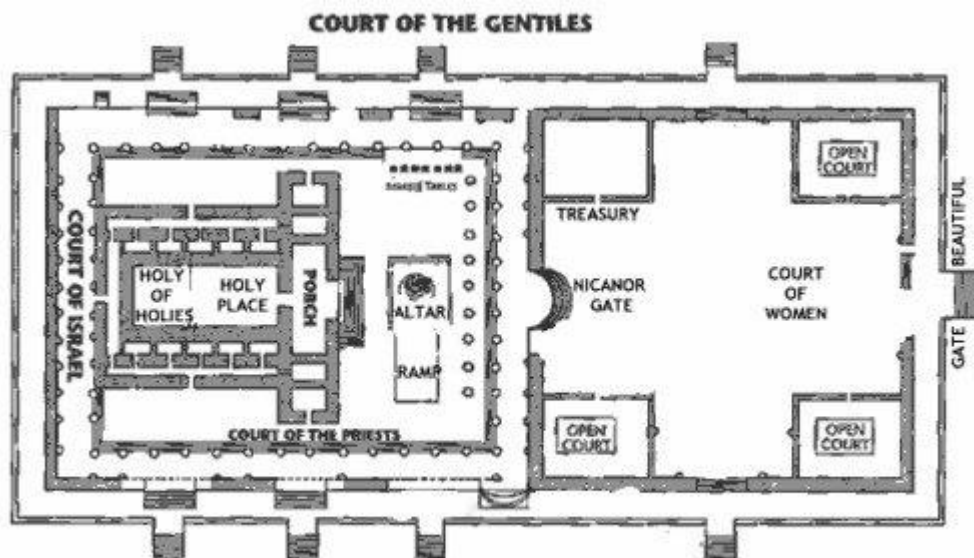 COURT OF THE GENTILES
TABLES
OPEN
COURT
TREASURY
BEAUTIFUL
GATE
COURT OF ISRAEL
HOLY
OF
HOLIES
HOLY
PLACE
PORCH
ALTAR
NICANOR
GATE
COURT
OF
WOMEN
RAMP
COURT OF THE PRIESTS
OPEN
COURT
OPEN
COURT